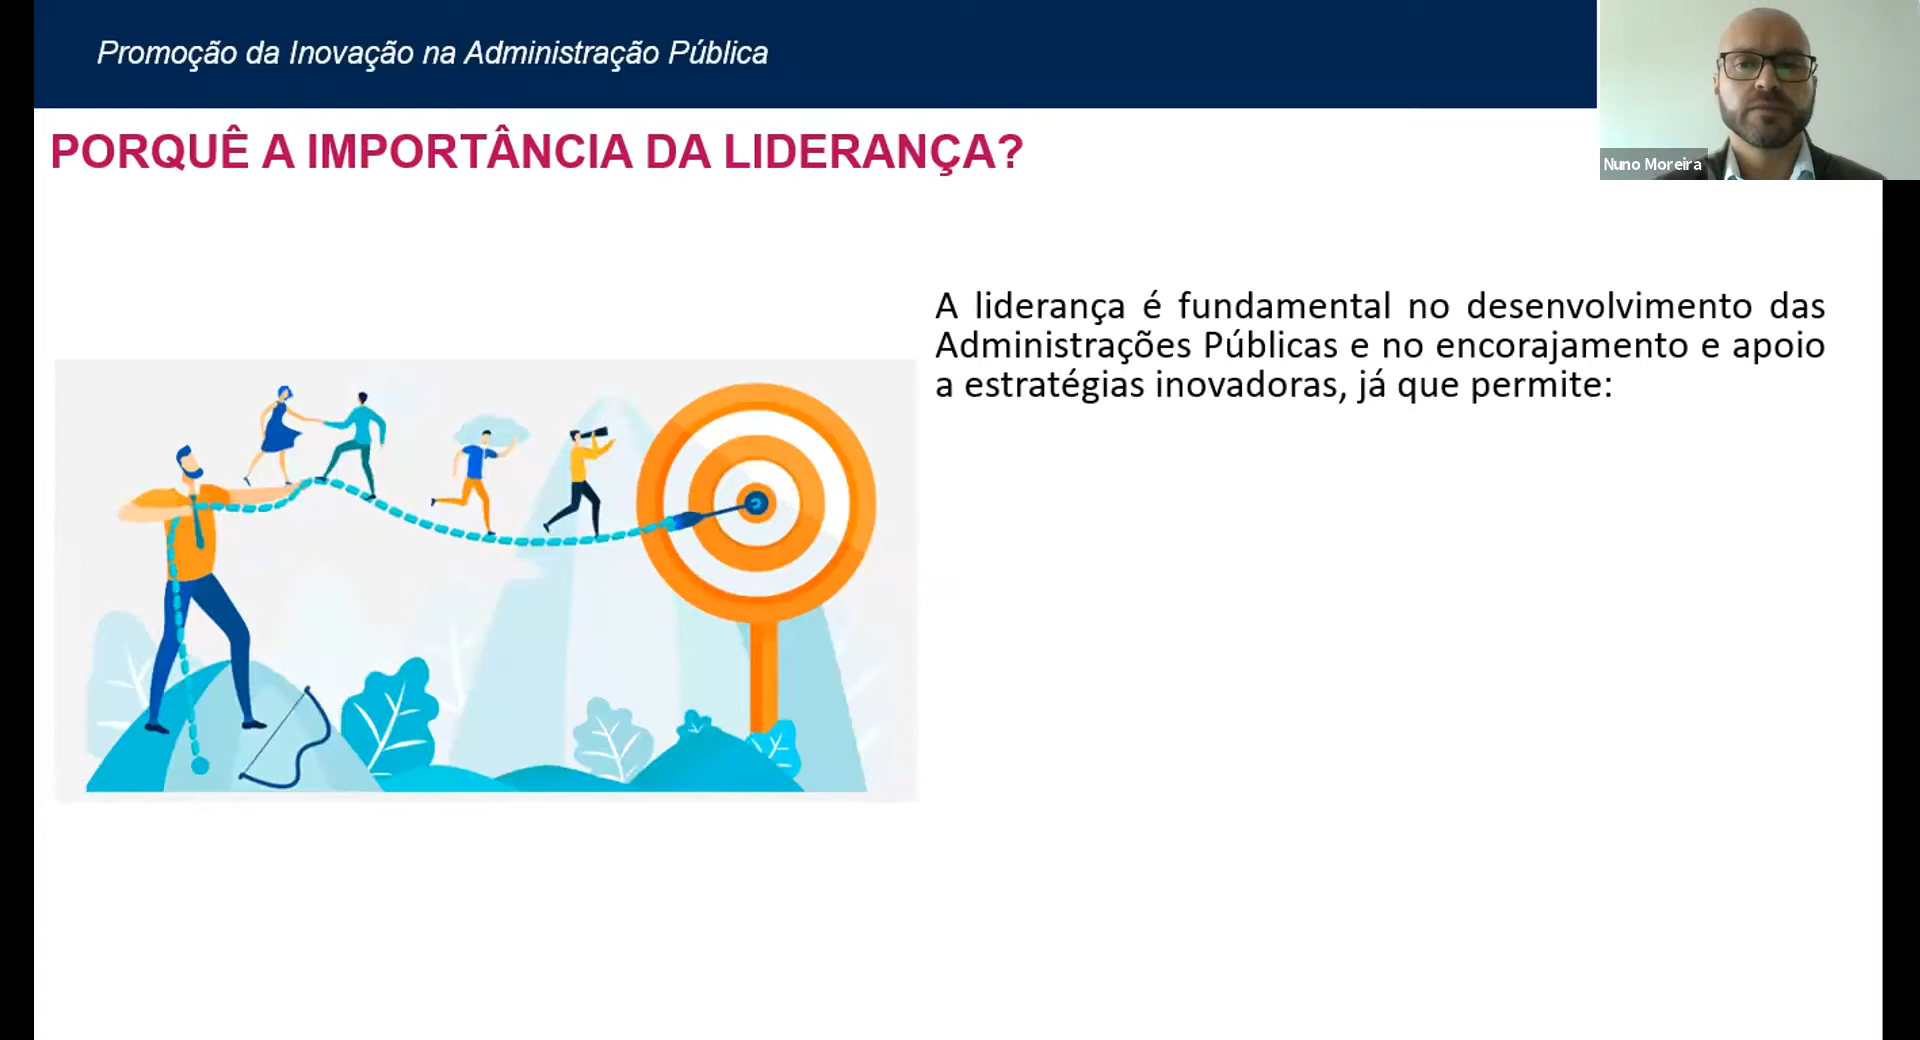 Promoção da Inovação na Administração Pública
PORQUÊ A IMPORTÂNCIA DA LIDERANÇA?
Nuno Moreira
A liderança é fundamental no desenvolvimento das
Administrações Públicas e no encorajamento e apoio
a estratégias inovadoras, já que permite: